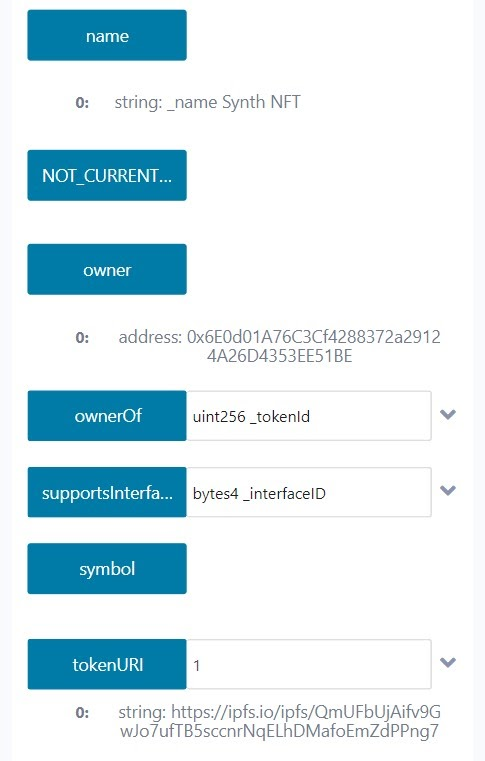 name
0: string: _name Synth NFT
NOT_CURRENT...
owner
0: address: 0x6E0d01A76C3Cf4288372a2912
4A26D4353EE51BE
ownerOf uint256 _tokenId
supportsInterfa... bytes4 _interfaceID
symbol
tokenURI 1
0: string: https://ipfs.io/ipfs/QmUFbUjAifv9G
wJo7ufTB5sccnrNqELhDMafoEmZdPPng7